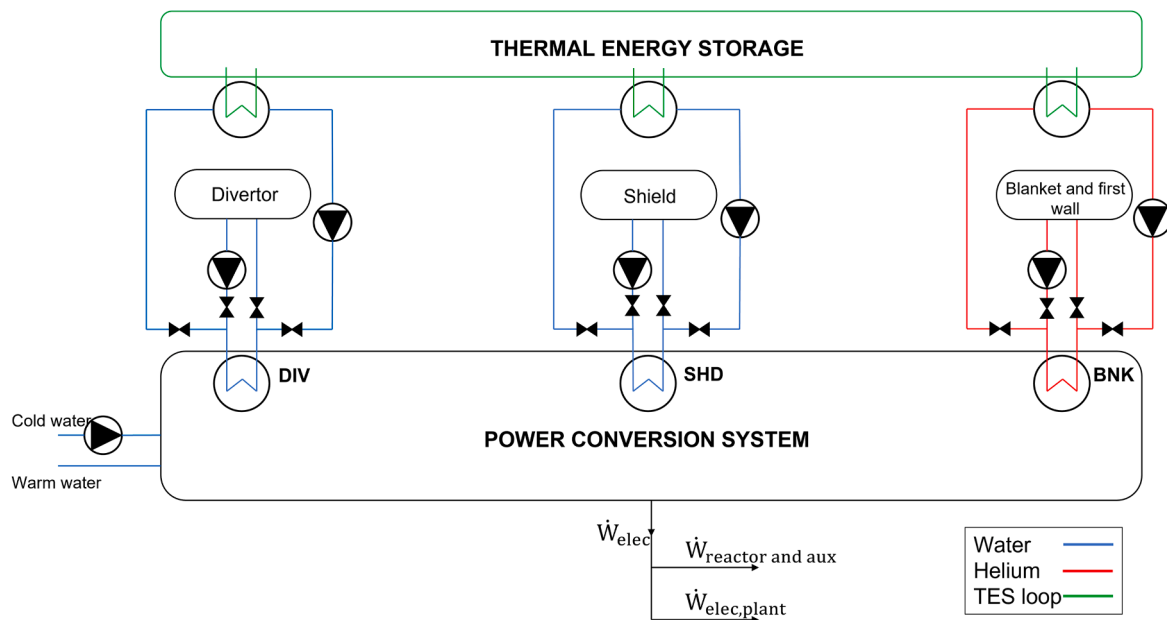 THERMAL ENERGY STORAGE
Divertor
Shield
Blanket and first
wall
DIV
SHD
BNK
Cold water
POWER CONVERSION SYSTEM
Warm water
Ẇelec
Ẇreactor and aux
Ẇelec,plant
Water
Helium
TES loop